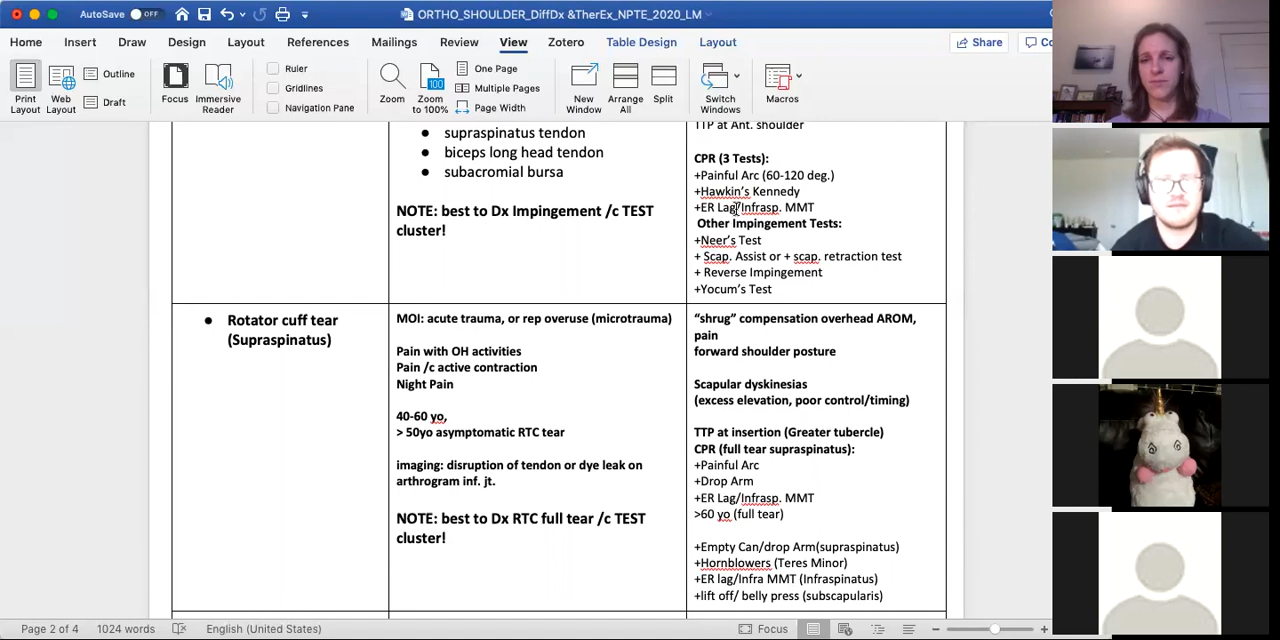 AutoSave OFF
ORTHO_SHOULDER_DiffDx &TherEx_NPTE_2020_LM
Home Insert Draw Design Layout References Mailings Review View Zotero Table Design Layout Share Co
Print Layout
Web Layout
Outline
Draft
Focus
Immersive Reader
Ruler
Gridlines
Navigation Pane
Zoom
Zoom to 100%
100
One Page
Multiple Pages
Page Width
New Window
Arrange All
Split
Switch Windows
Macros
● supraspinatus tendon
● biceps long head tendon
● subacromial bursa
NOTE: best to Dx Impingement /c TEST
cluster!
TTP at Ant. shoulder
CPR (3 Tests):
+Painful Arc (60-120 deg.)
+Hawkin's Kennedy
+ER Lag/Infrasp. MMT
Other Impingement Tests:
+Neer's Test
+ Scap. Assist or + scap. retraction test
+ Reverse Impingement
+Yocum's Test
● Rotator cuff tear
(Supraspinatus)
MOI: acute trauma, or rep overuse (microtrauma)
Pain with OH activities
Pain /c active contraction
Night Pain
40-60 yo,
> 50yo asymptomatic RTC tear
imaging: disruption of tendon or dye leak on
arthrogram inf. jt.
NOTE: best to Dx RTC full tear /c TEST
cluster!
“shrug” compensation overhead AROM,
pain
forward shoulder posture
Scapular dyskinesias
(excess elevation, poor control/timing)
TTP at insertion (Greater tubercle)
CPR (full tear supraspinatus):
+Painful Arc
+Drop Arm
+ER Lag/Infrasp. MMT
>60 yo (full tear)
+Empty Can/drop Arm(supraspinatus)
+Hornblowers (Teres Minor)
+ER lag/Infra MMT (Infraspinatus)
+lift off/ belly press (subscapularis)
Page 2 of 4 1024 words English (United States) Focus